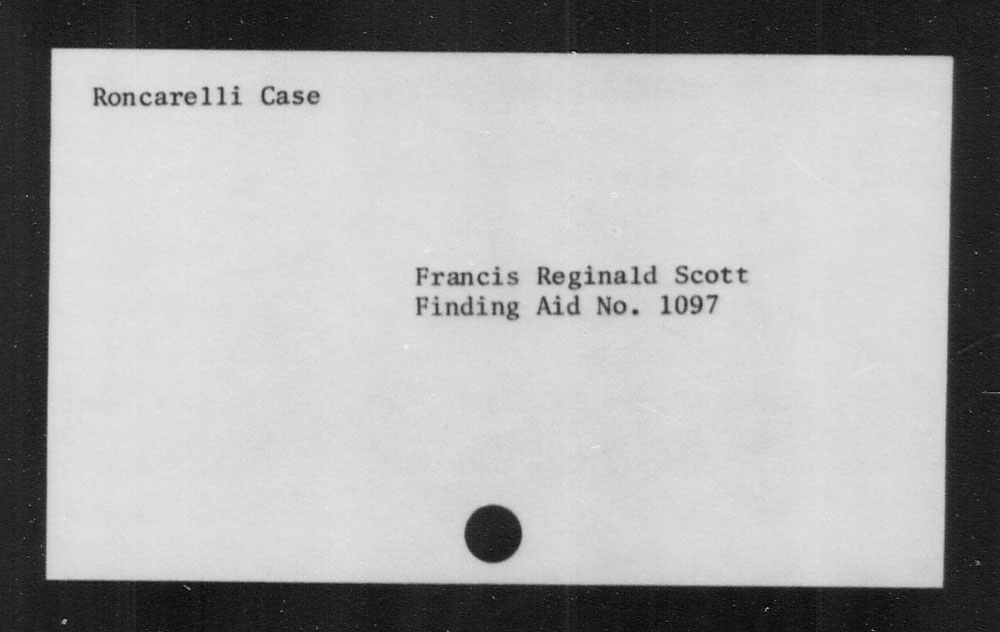 Roncarelli Case
Francis Reginald Scott
Finding Aid No. 1097